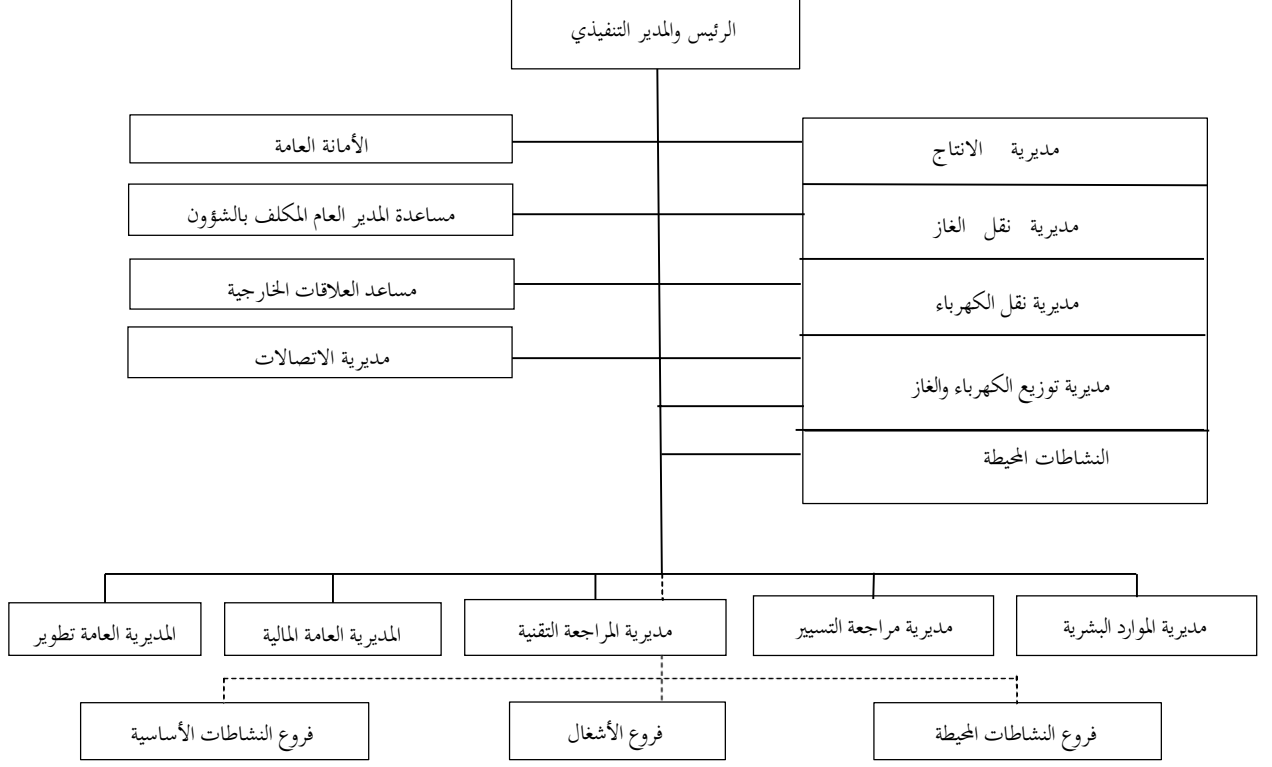 الرئيس والمدير التنفيذي
مديرية الانتاج
مديرية نقل الغاز
مديرية نقل الكهرباء
مديرية توزيع الكهرباء والغاز
النشاطات المحيطة
الأمانة العامة
مساعدة المدير العام المكلف بالشؤون
مساعد العلاقات الخارجية
مديرية الاتصالات
مديرية الموارد البشرية
مديرية مراجعة التسيير
مديرية المراجعة التقنية
المديرية العامة المالية
المديرية العامة تطوير
فروع النشاطات المحيطة
فروع الأشغال
فروع النشاطات الأساسية